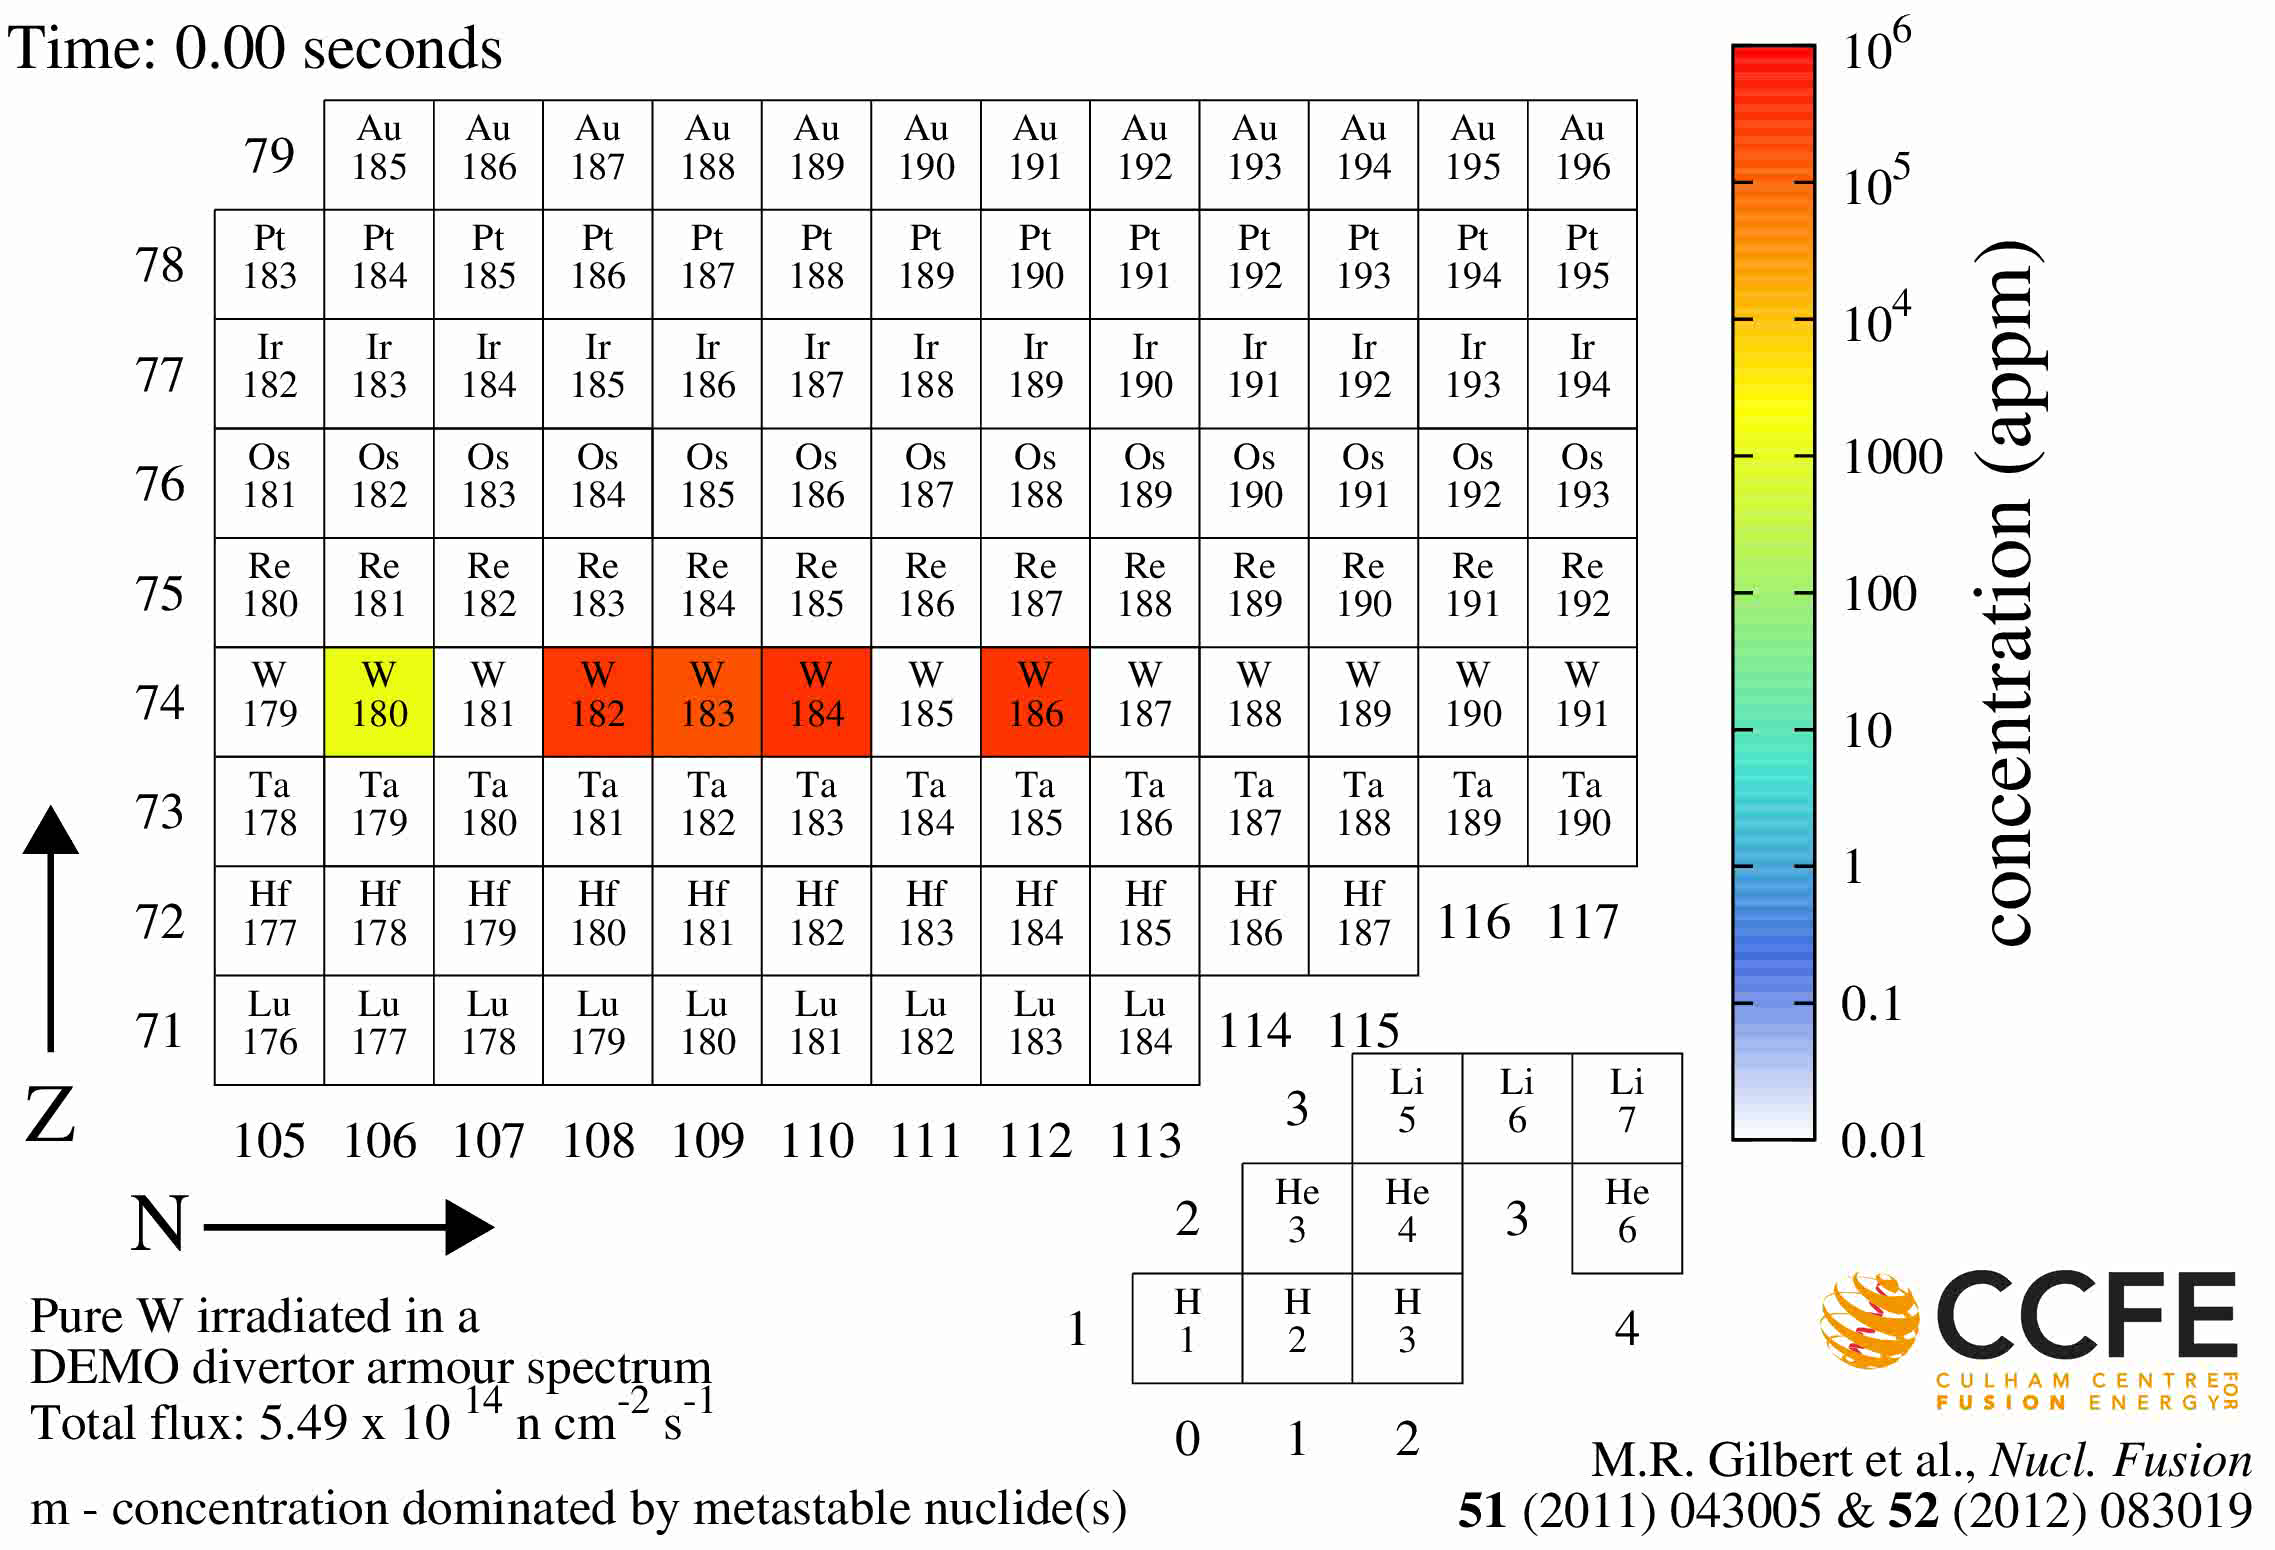 Time: 0.00 seconds
79 Au 185 Au 186 Au 187 Au 188 Au 189 Au 190 Au 191 Au 192 Au 193 Au 194 Au 195 Au 196
78 Pt 183 Pt 184 Pt 185 Pt 186 Pt 187 Pt 188 Pt 189 Pt 190 Pt 191 Pt 192 Pt 193 Pt 194 Pt 195
77 Ir 182 Ir 183 Ir 184 Ir 185 Ir 186 Ir 187 Ir 188 Ir 189 Ir 190 Ir 191 Ir 192 Ir 193 Ir 194
76 Os 181 Os 182 Os 183 Os 184 Os 185 Os 186 Os 187 Os 188 Os 189 Os 190 Os 191 Os 192 Os 193
75 Re 180 Re 181 Re 182 Re 183 Re 184 Re 185 Re 186 Re 187 Re 188 Re 189 Re 190 Re 191 Re 192
74 W 179 W 180 W 181 W 182 W 183 W 184 W 185 W 186 W 187 W 188 W 189 W 190 W 191
73 Ta 178 Ta 179 Ta 180 Ta 181 Ta 182 Ta 183 Ta 184 Ta 185 Ta 186 Ta 187 Ta 188 Ta 189 Ta 190
72 Hf 177 Hf 178 Hf 179 Hf 180 Hf 181 Hf 182 Hf 183 Hf 184 Hf 185 Hf 186 Hf 187 116 117
71 Lu 176 Lu 177 Lu 178 Lu 179 Lu 180 Lu 181 Lu 182 Lu 183 Lu 184 114 115
105 106 107 108 109 110 111 112 113
Z
N
3 Li 5 Li 6 Li 7
2 He 3 He 4 3 He 6
1 H 1 H 2 H 3 4
0 1 2
10⁶
10⁵
10⁴
1000
100
10
1
0.1
0.01
concentration (appm)
Pure W irradiated in a
DEMO divertor armour spectrum
Total flux: 5.49 x 10 ¹⁴ n cm⁻² s⁻¹
m - concentration dominated by metastable nuclide(s)
CCFE
CULHAM CENTRE FOR
FUSION ENERGY
M.R. Gilbert et al., Nucl. Fusion
51 (2011) 043005 & 52 (2012) 083019